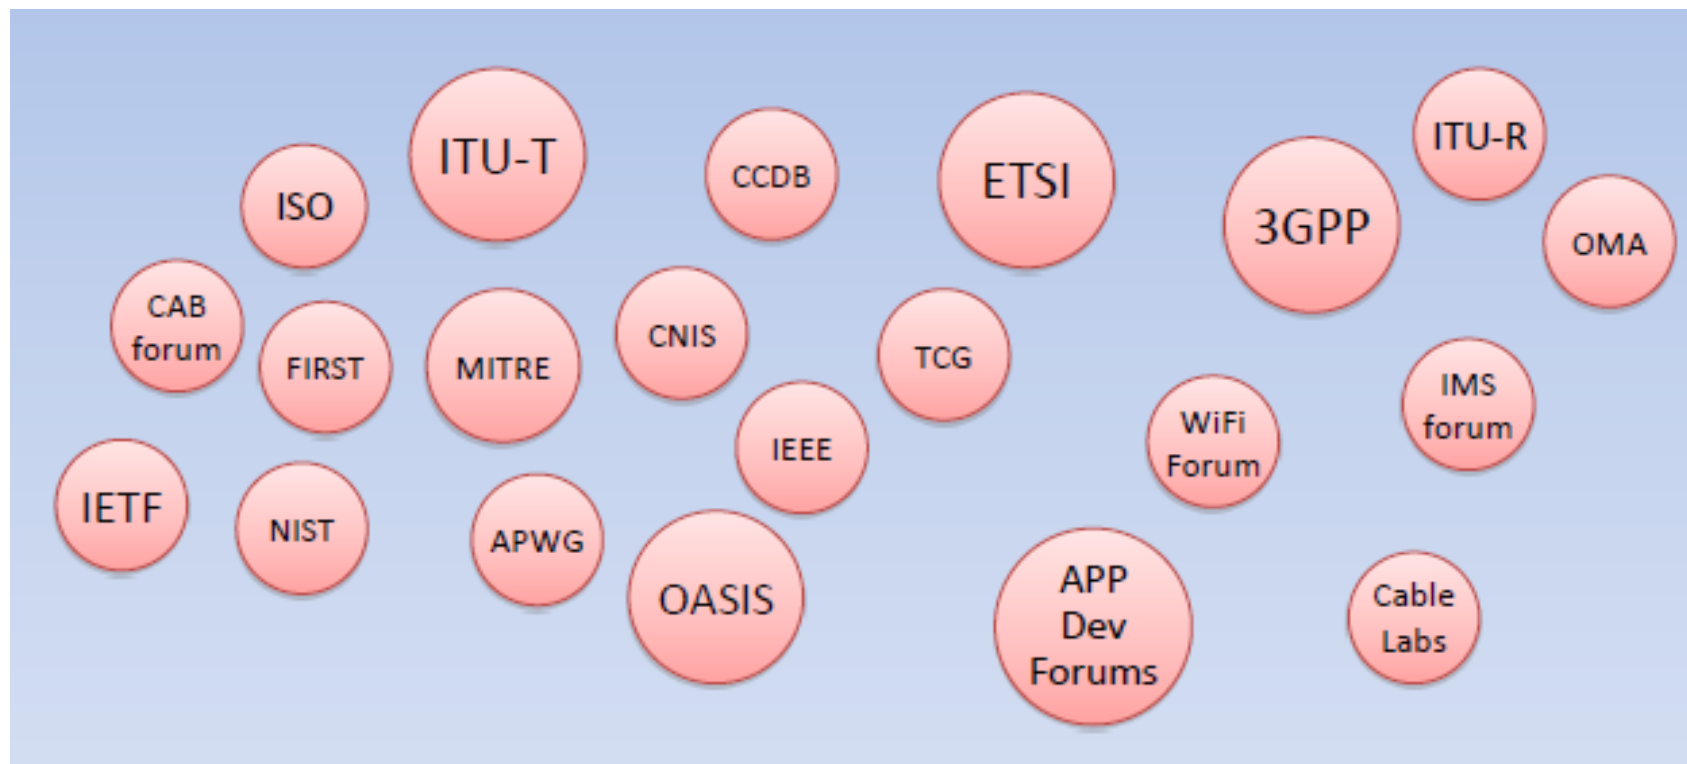 ITU-T
ISO
CCDB
ETSI
3GPP
ITU-R
OMA
CAB
forum
FIRST
MITRE
CNIS
TCG
IEEE
WiFi
Forum
IMS
forum
IETF
NIST
APWG
OASIS
APP
Dev
Forums
Cable
Labs